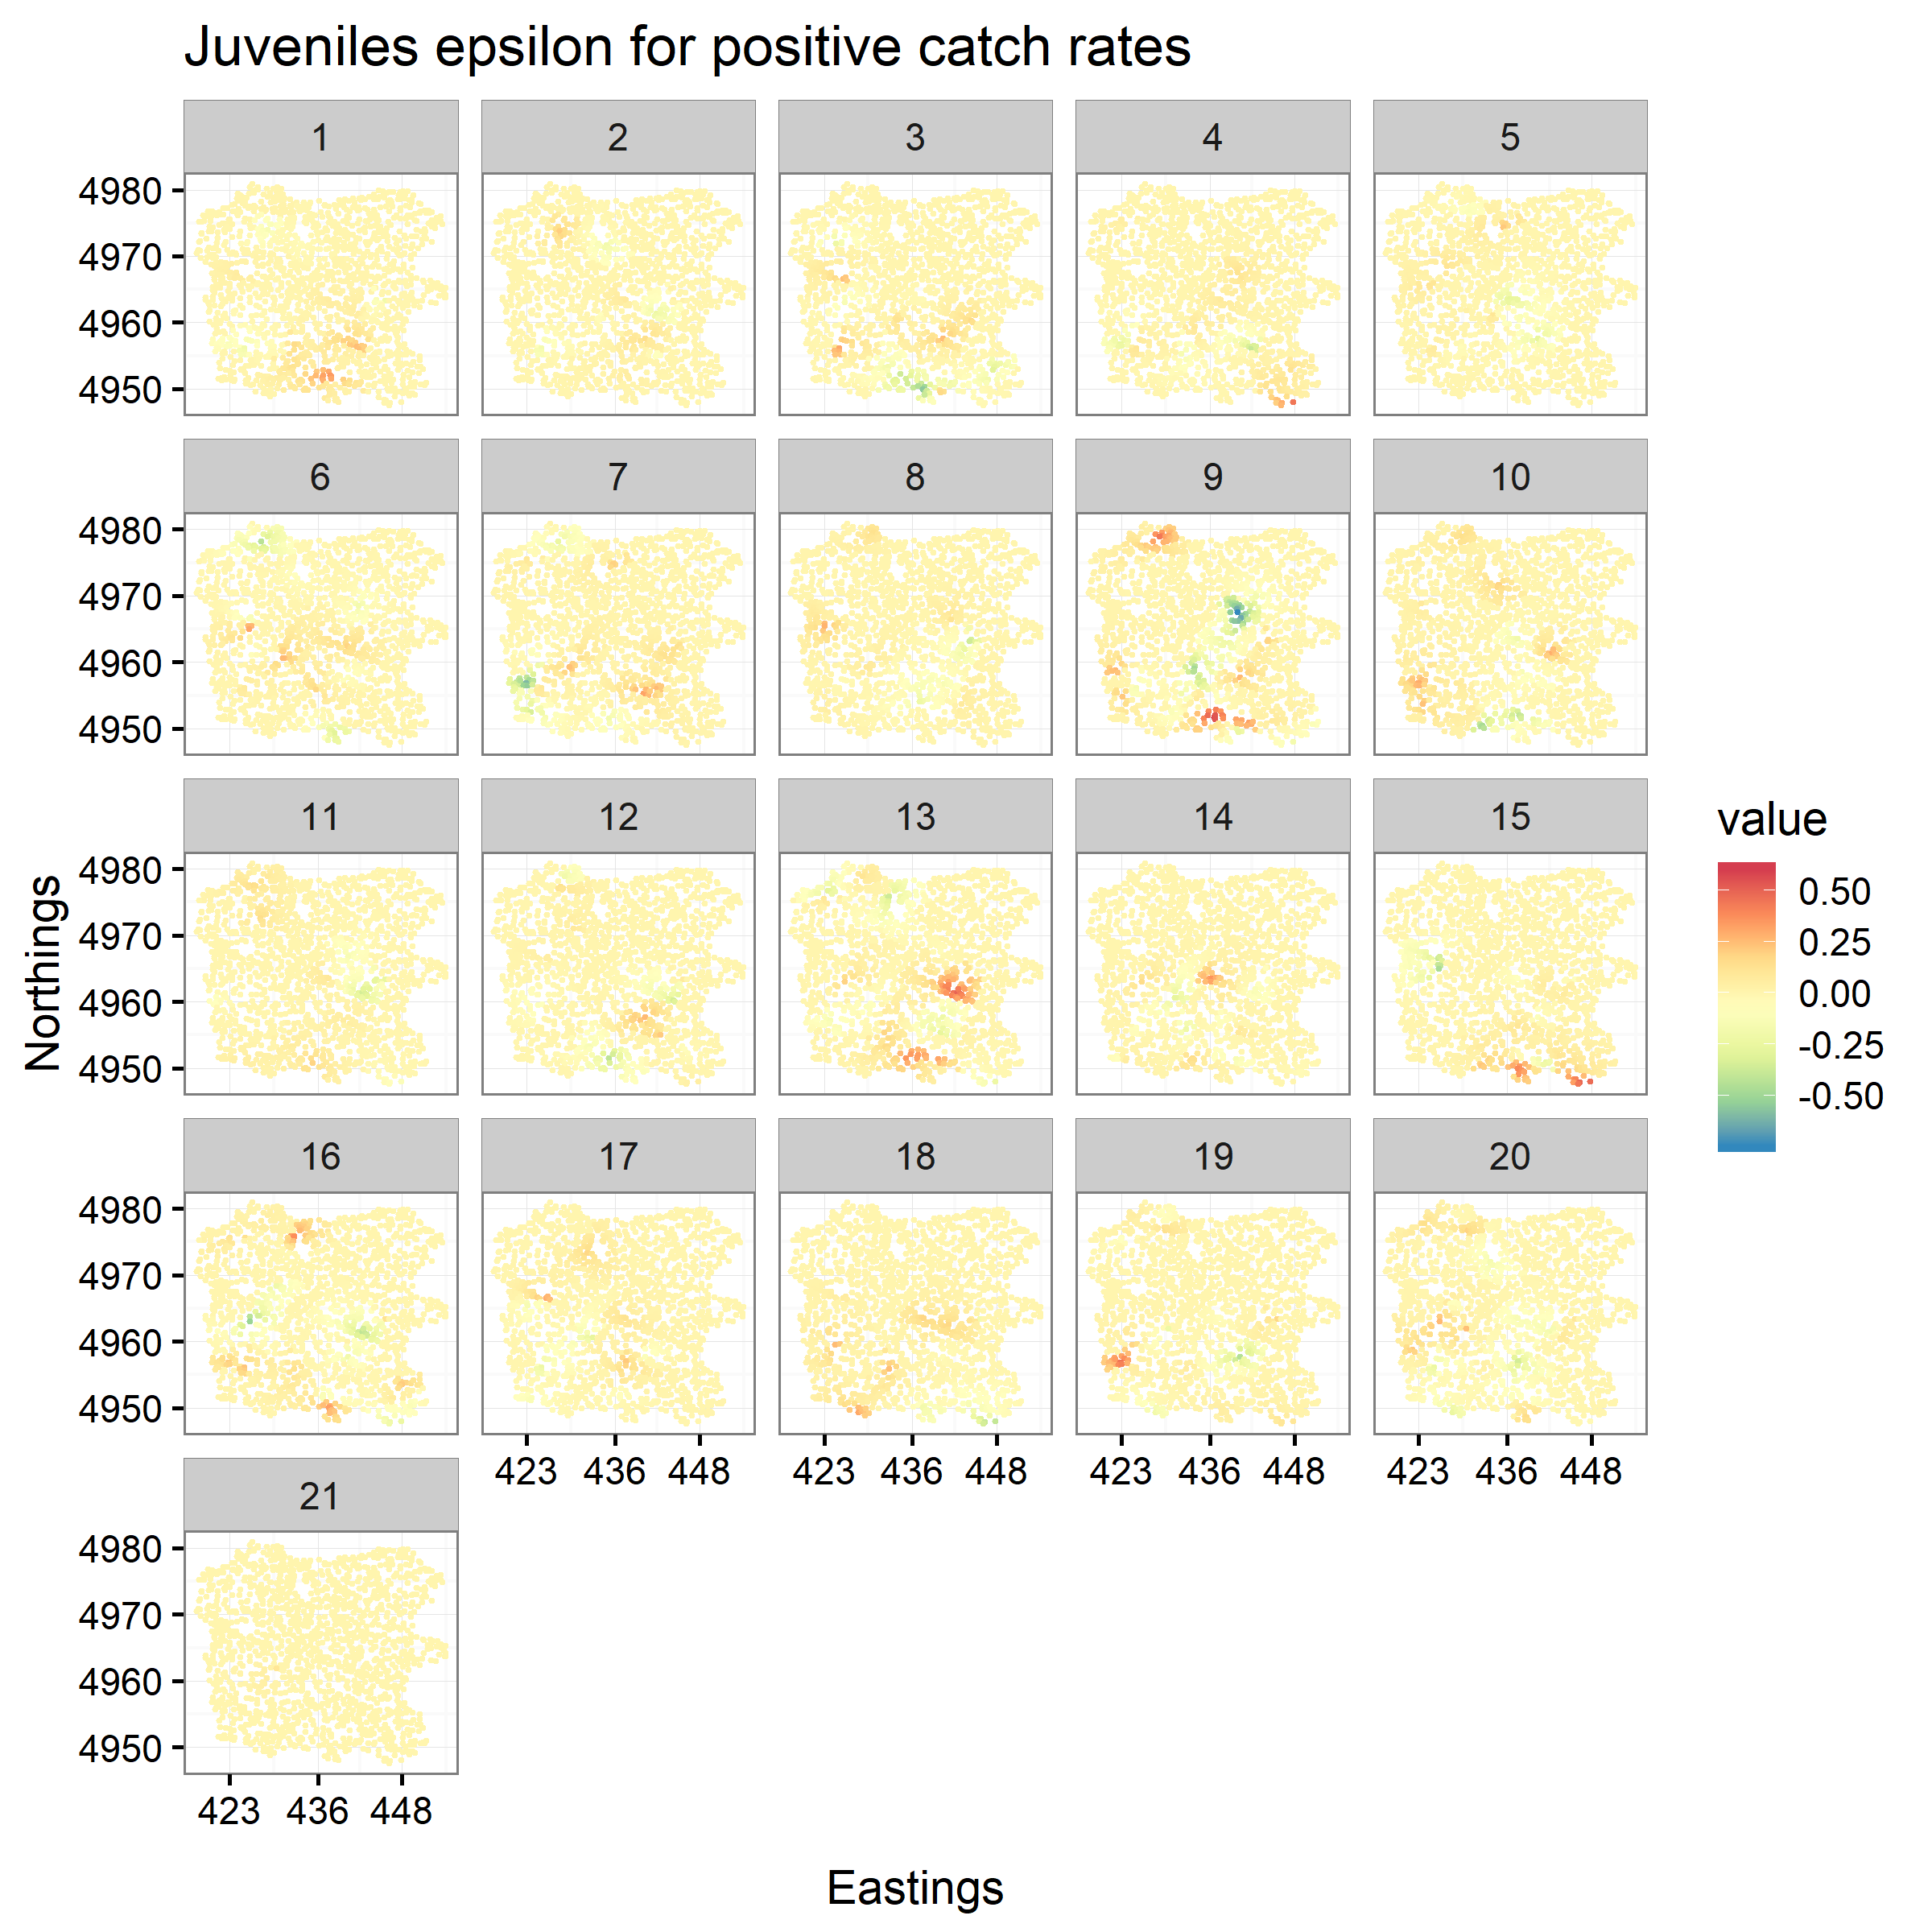 Juveniles epsilon for positive catch rates
1 2 3 4 5
4980
4970
4960
4950
6 7 8 9 10
4980
4970
4960
4950
11 12 13 14 15
4980
4970
4960
4950
16 17 18 19 20
4980
4970
4960
4950
423 436 448 423 436 448 423 436 448 423 436 448
21
4980
4970
4960
4950
423 436 448
Northings
Eastings
value
0.50
0.25
0.00
-0.25
-0.50